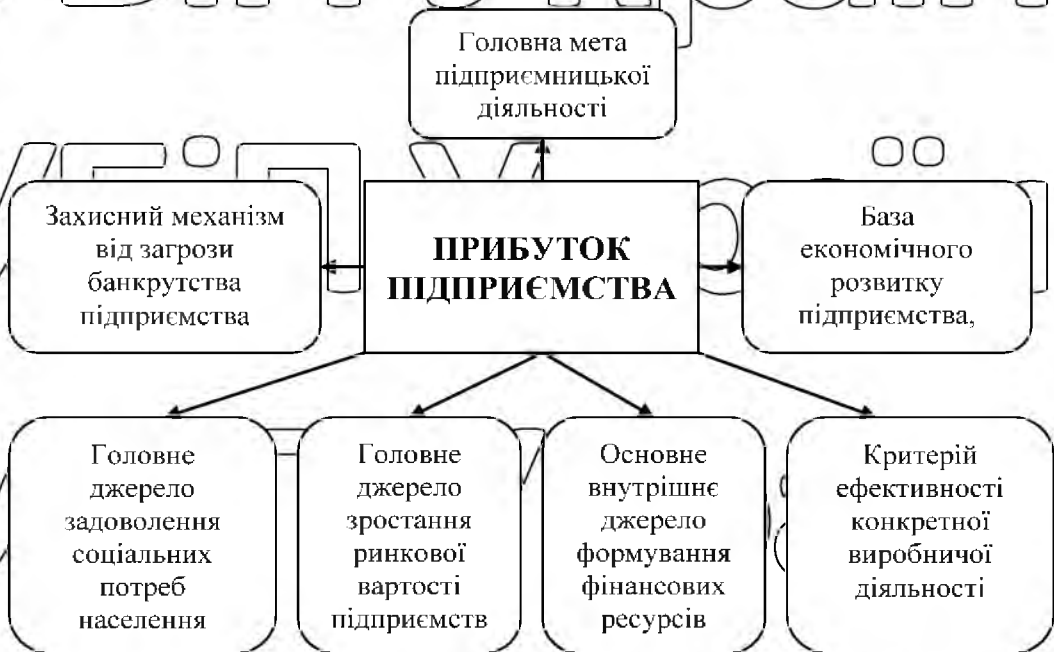 Головна мета
підприємницької
діяльності
Захисний механізм
від загрози
банкрутства
підприємства
ПРИБУТОК
ПІДПРИЄМСТВА
База
економічного
розвитку
підприємства,
Головне
джерело
задоволення
соціальних
потреб
населення
Головне
джерело
зростання
ринкової
вартості
підприємств
Основне
внутрішнє
джерело
формування
фінансових
ресурсів
Критерій
ефективності
конкретної
виробничої
діяльності